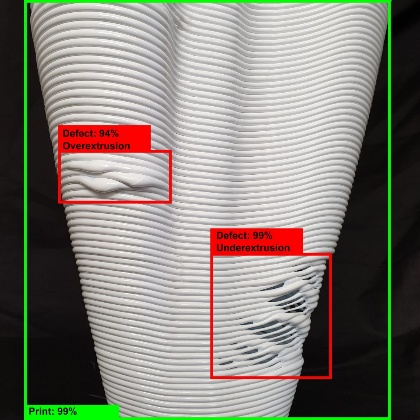 Defect: 94%
Overextrusion
Defect: 99%
Underextrusion
Print: 99%